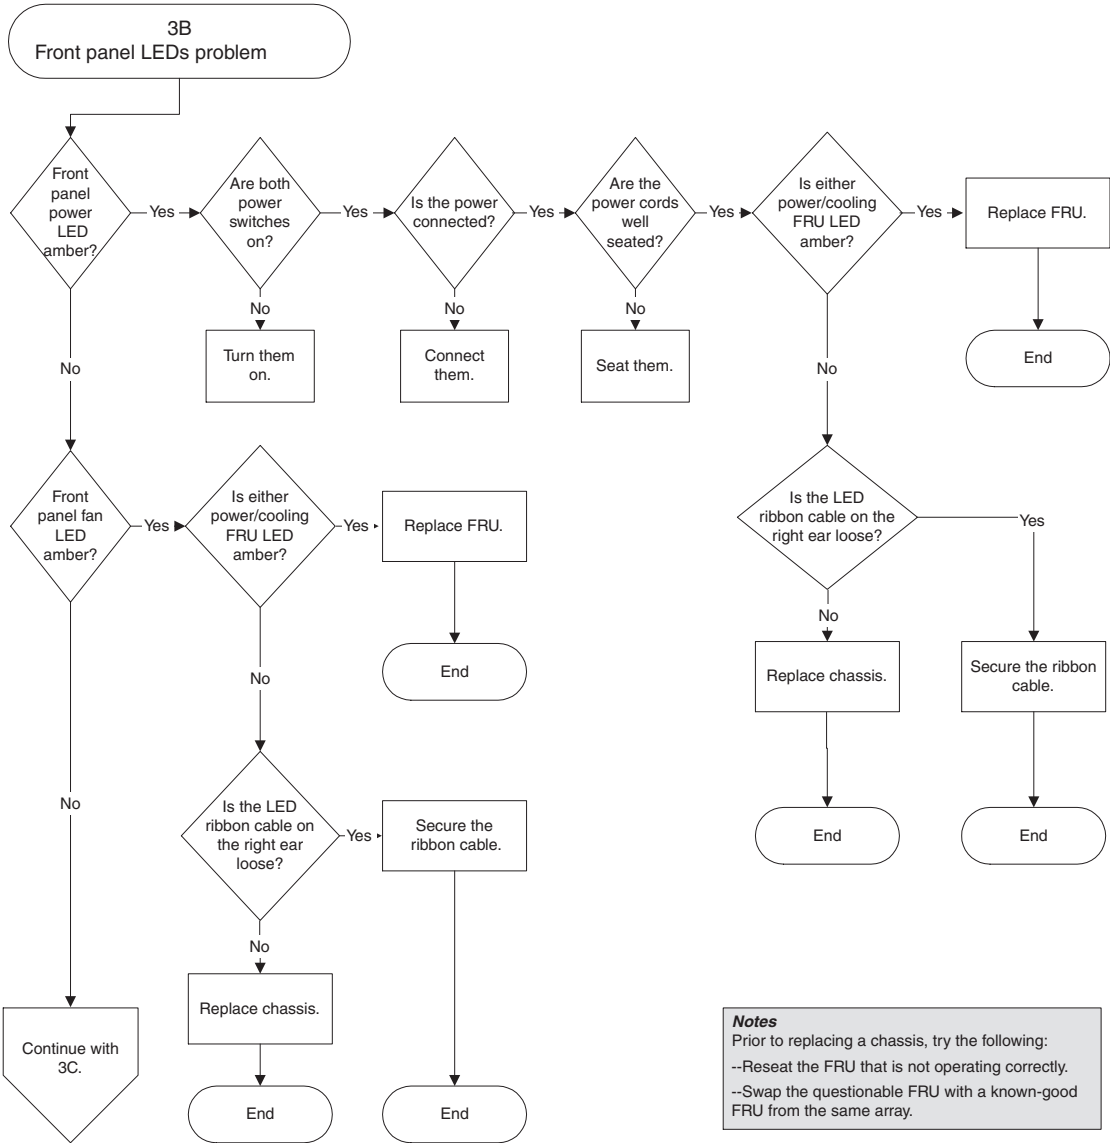 3B
Front panel LEDs problem
Front
panel
power
LED
amber?
Yes
Are both
power
switches
on?
Yes
Is the power
connected?
Yes
Are the
power cords
well
seated?
Yes
Is either
power/cooling
FRU LED
amber?
Yes
Replace FRU.
No
No
No
Turn them
on.
Connect
them.
Seat them.
End
No
No
Front
panel fan
LED
amber?
Yes
Is either
power/cooling
FRU LED
amber?
Yes
Replace FRU.
Is the LED
ribbon cable on the
right ear loose?
Yes
No
End
No
Replace chassis.
Secure the ribbon
cable.
No
Is the LED
ribbon cable on
the right ear
loose?
Yes
Secure the
ribbon cable.
End
End
No
Replace chassis.
Continue with
3C.
End
End
Notes
Prior to replacing a chassis, try the following:
--Reseat the FRU that is not operating correctly.
--Swap the questionable FRU with a known-good
FRU from the same array.